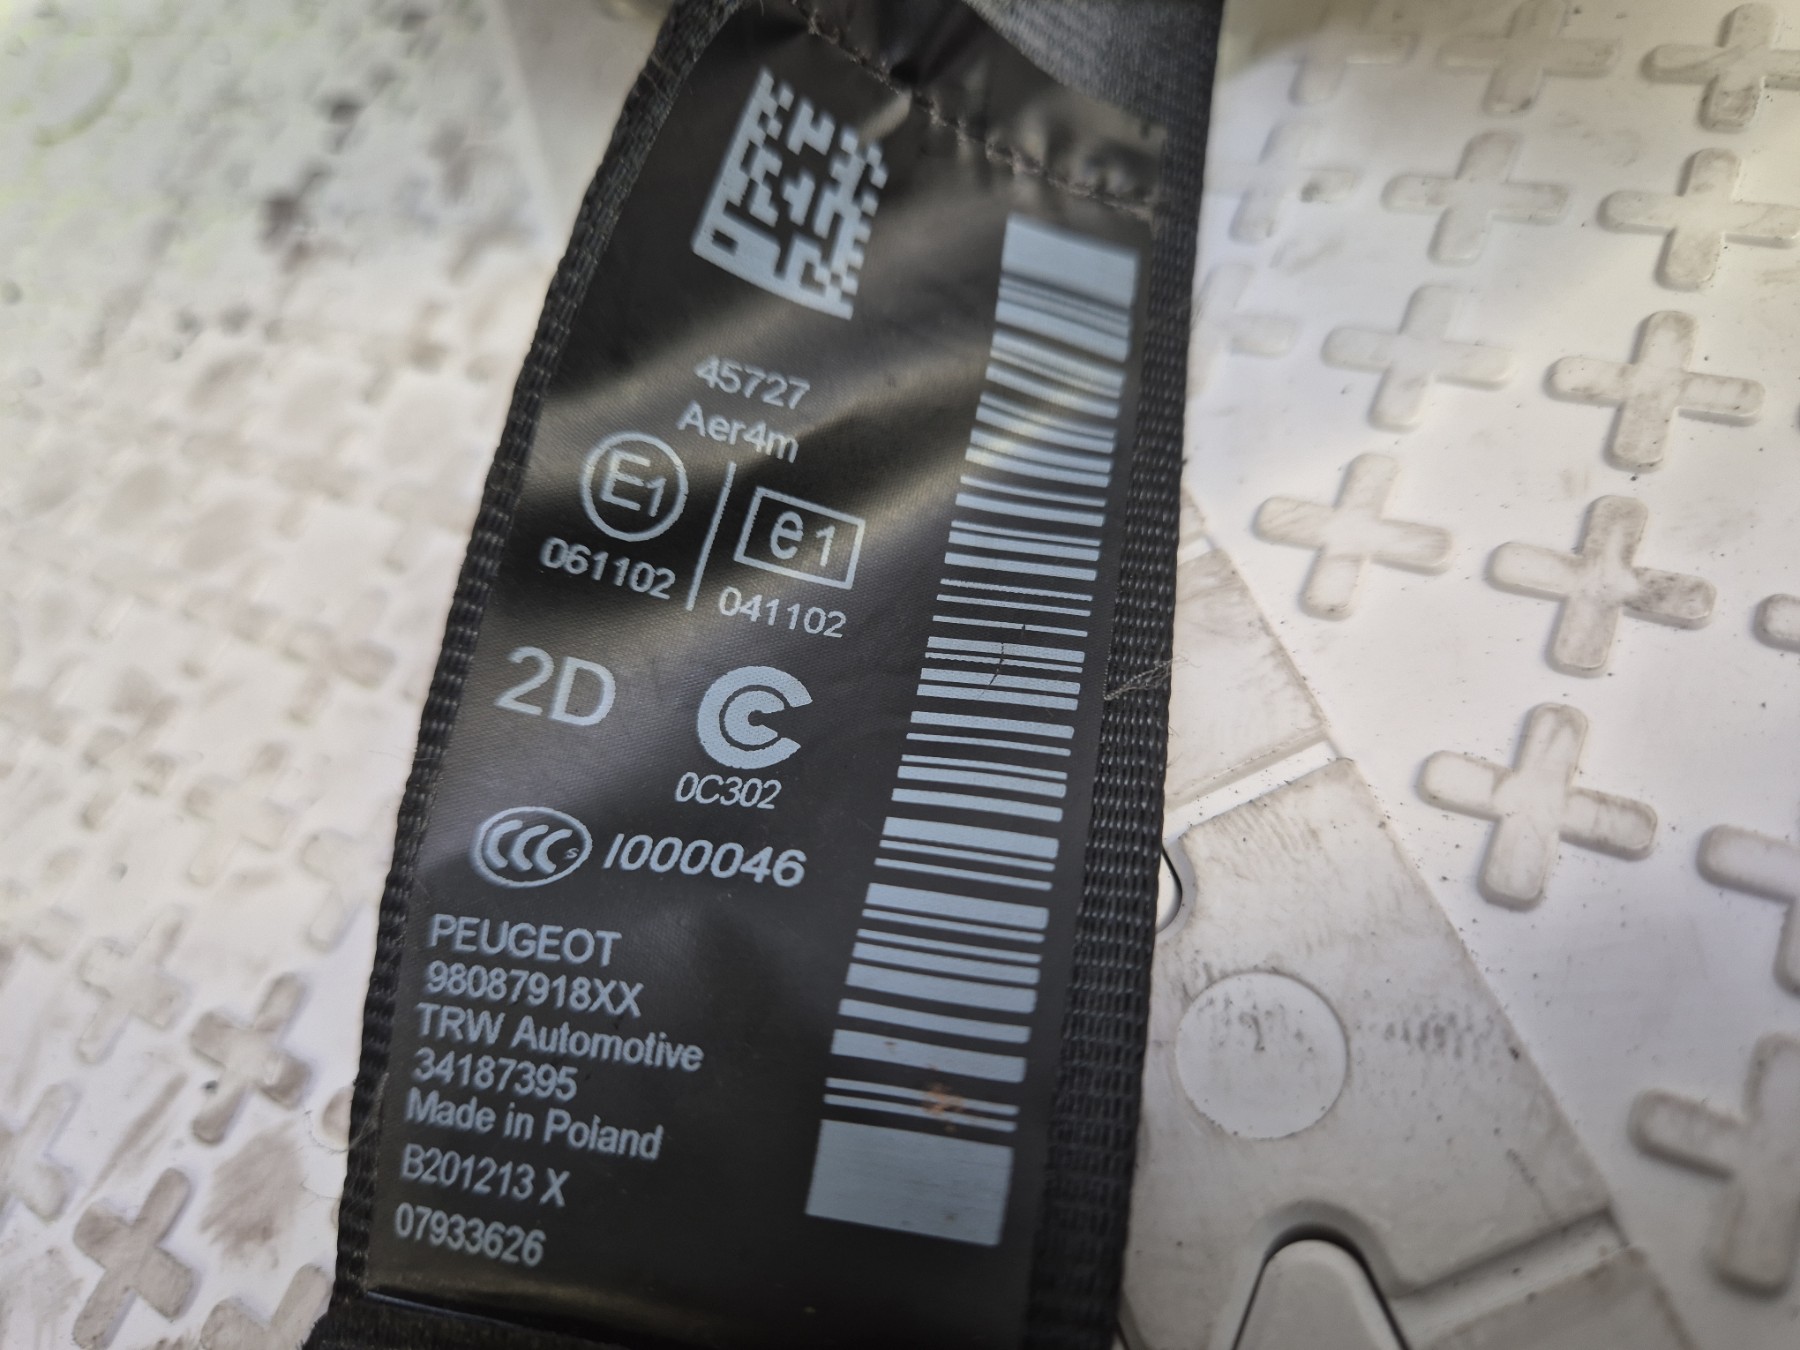 45727
Aer4m
E1 e1
061102 041102
2D
0C302
CCC S I000046
PEUGEOT
98087918XX
TRW Automotive
34187395
Made in Poland
B201213 X
07933626